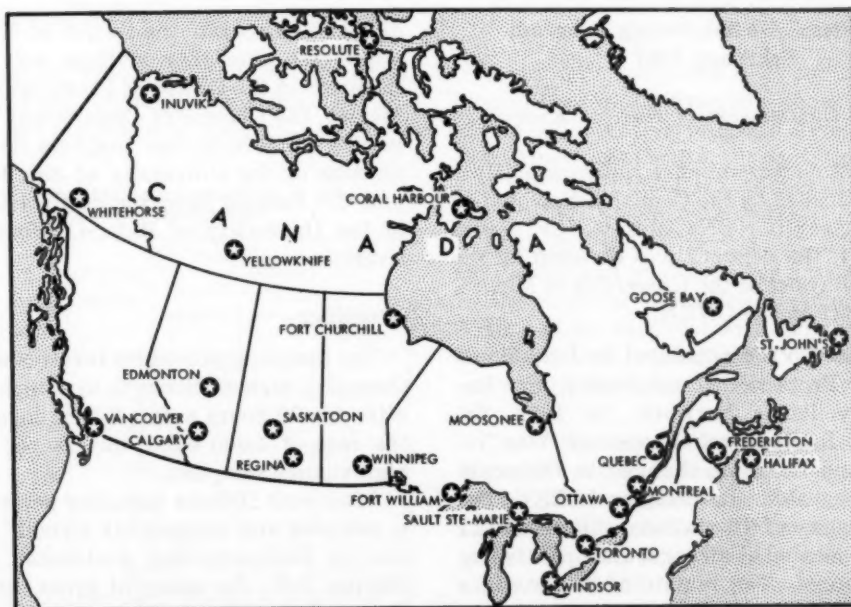 RESOLUTE
INUVIK
CORAL HARBOUR
WHITEHORSE
C A N A D A
YELLOWKNIFE
GOOSE BAY
FORT CHURCHILL
ST. JOHN'S
EDMONTON
VANCOUVER
CALGARY
SASKATOON
MOOSONEE
FREDERICTON
QUEBEC
HALIFAX
REGINA
WINNIPEG
MONTREAL
FORT WILLIAM
OTTAWA
SAULT STE. MARIE
TORONTO
WINDSOR